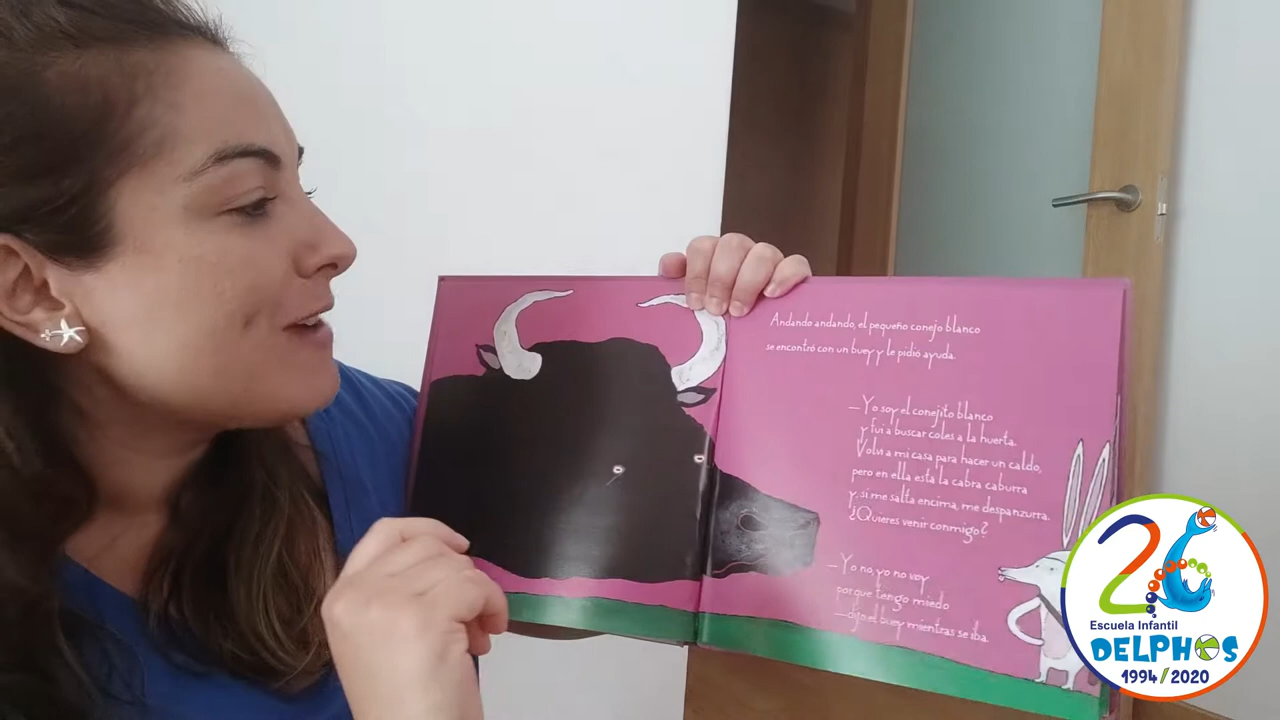 Andando andando, el pequeño conejo blanco
se encontró con un buey y le pidió ayuda.
—Yo soy el conejito blanco
y fui a buscar coles a la huerta.
Volví a mi casa para hacer un caldo,
pero en ella está la cabra caburra
y, si me salta encima, me despanzurra.
¿Quieres venir conmigo?
—Yo no, yo no voy
porque tengo miedo
—dijo el buey mientras se iba.
26
Escuela Infantil
DELPHOS
1994/2020